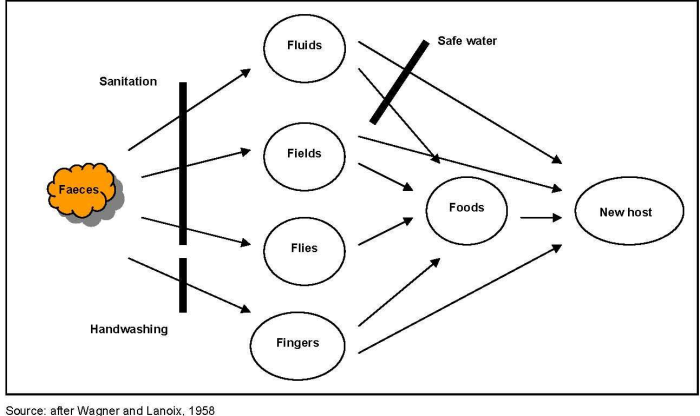 Fluids
Safe water
Sanitation
Fields
Faeces
Foods
New host
Flies
Handwashing
Fingers
Source: after Wagner and Lanoix, 1958